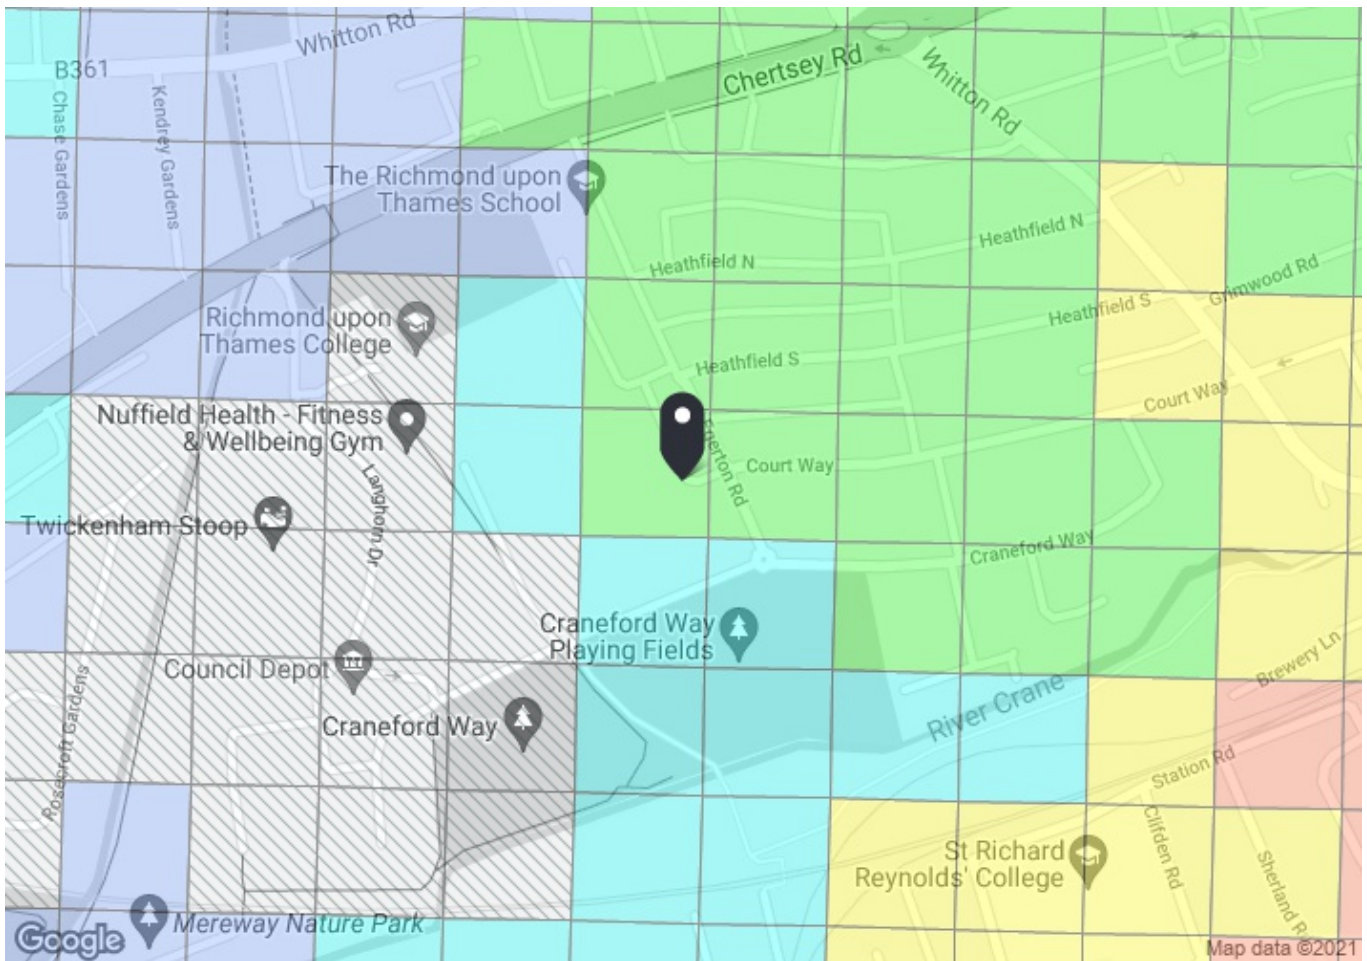 Whitton Rd
B361
Chase Gardens
Kendrey Gardens
Chertsey Rd
Whitton Rd
The Richmond upon
Thames School
Heathfield N
Heathfield N
Grimwood Rd
Richmond upon
Thames College
Heathfield S
Heathfield S
Court Way
Nuffield Health - Fitness
& Wellbeing Gym
Egerton Rd
Court Way
Langhorn Dr
Twickenham Stoop
Craneford Way
Craneford Way
Playing Fields
Council Depot
Brewery Ln
River Crane
Rosecroft Gardens
Craneford Way
Station Rd
St Richard
Reynolds' College
Clifden Rd
Sherland Rd
Mereway Nature Park
Google
Map data ©2021